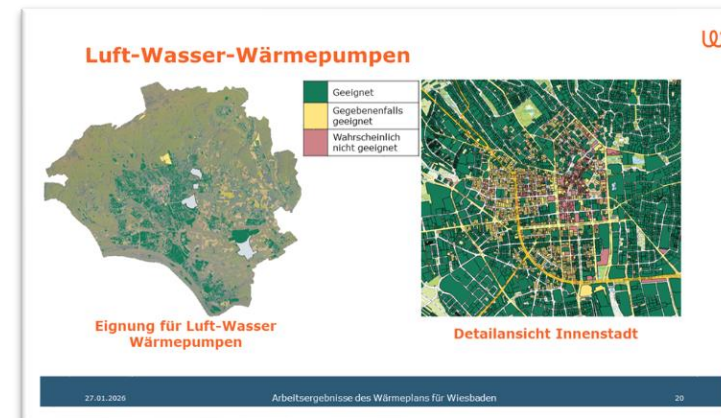 Luft-Wasser-Wärmepumpen
Geeignet
Gegebenenfalls
geeignet
Wahrscheinlich
nicht geeignet
Eignung für Luft-Wasser
Wärmepumpen
Detailansicht Innenstadt
27.01.2026
Arbeitsergebnisse des Wärmeplans für Wiesbaden
20